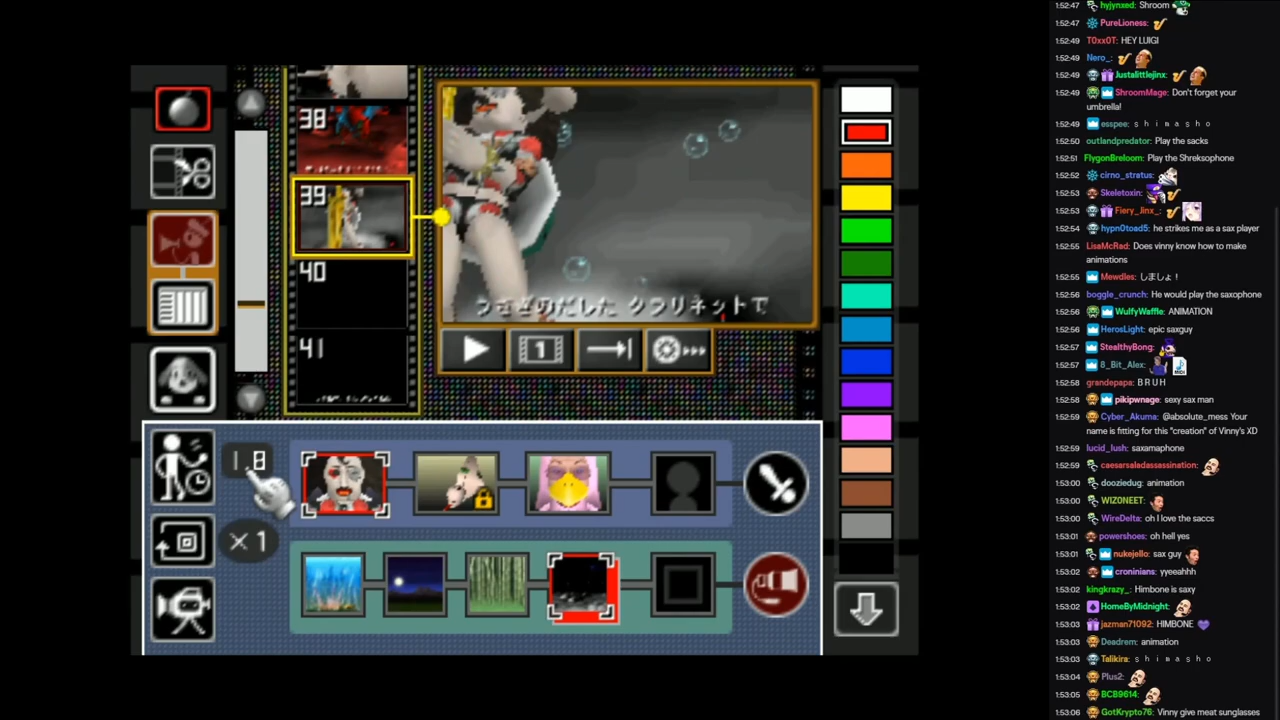 38
39
40
41
うさぎのだした クラリネットで
1
1.8
×1
1:52:47 hyjynxed: Shroom
1:52:47 PureLioness:
1:52:49 T0xx0T: HEY LUIGI
1:52:49 Nero_:
1:52:49 Justalittlejinx:
1:52:49 ShroomMage: Don't forget your
umbrella!
1:52:49 esspee: s h i m a s h o
1:52:50 outlandpredator: Play the sacks
1:52:51 FlygonBreloom: Play the Shreksophone
1:52:52 cirno_stratus:
1:52:53 Skeletoxin:
1:52:53 Fiery_Jinx_:
1:52:54 hypn0toad5: he strikes me as a sax player
1:52:55 LisaMcRad: Does vinny know how to make
animations
1:52:55 Mewdles: しましょ！
1:52:56 boggle_crunch: He would play the saxophone
1:52:56 WulfyWaffle: ANIMATION
1:52:56 HerosLight: epic saxguy
1:52:57 StealthyBong:
1:52:57 8_Bit_Alex:
1:52:58 grandepapa: B R U H
1:52:58 pikipwnage: sexy sax man
1:52:59 Cyber_Akuma: @absolute_mess Your
name is fitting for this "creation" of Vinny's XD
1:52:59 lucid_lush: saxamaphone
1:52:59 caesarsaladassassination:
1:53:00 dooziedug: animation
1:53:00 WIZ0NEET:
1:53:00 WireDelta: oh I love the saccs
1:53:01 powershoes: oh hell yes
1:53:01 nukejello: sax guy
1:53:02 croninians: yyeeahhh
1:53:02 kingkrazy_: Himbone is saxy
1:53:02 HomeByMidnight:
1:53:03 jazman71092: HIMBONE
1:53:03 Deadrem: animation
1:53:03 Talikira: s h i m a s h o
1:53:04 Plus2:
1:53:05 BCB9614:
1:53:06 GotKrypto76: Vinny give meat sunglasses